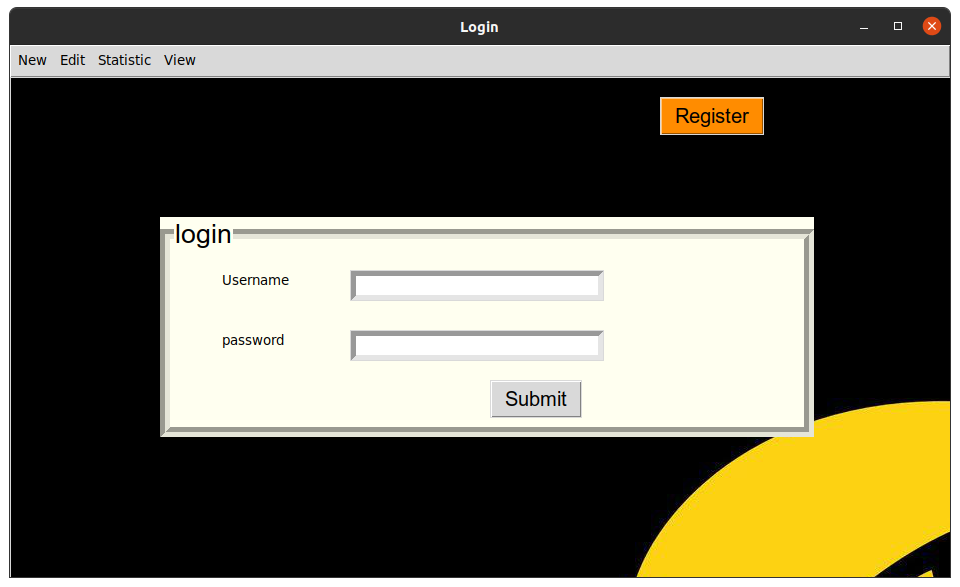 Login
New Edit Statistic View
Register
login
Username
password
Submit